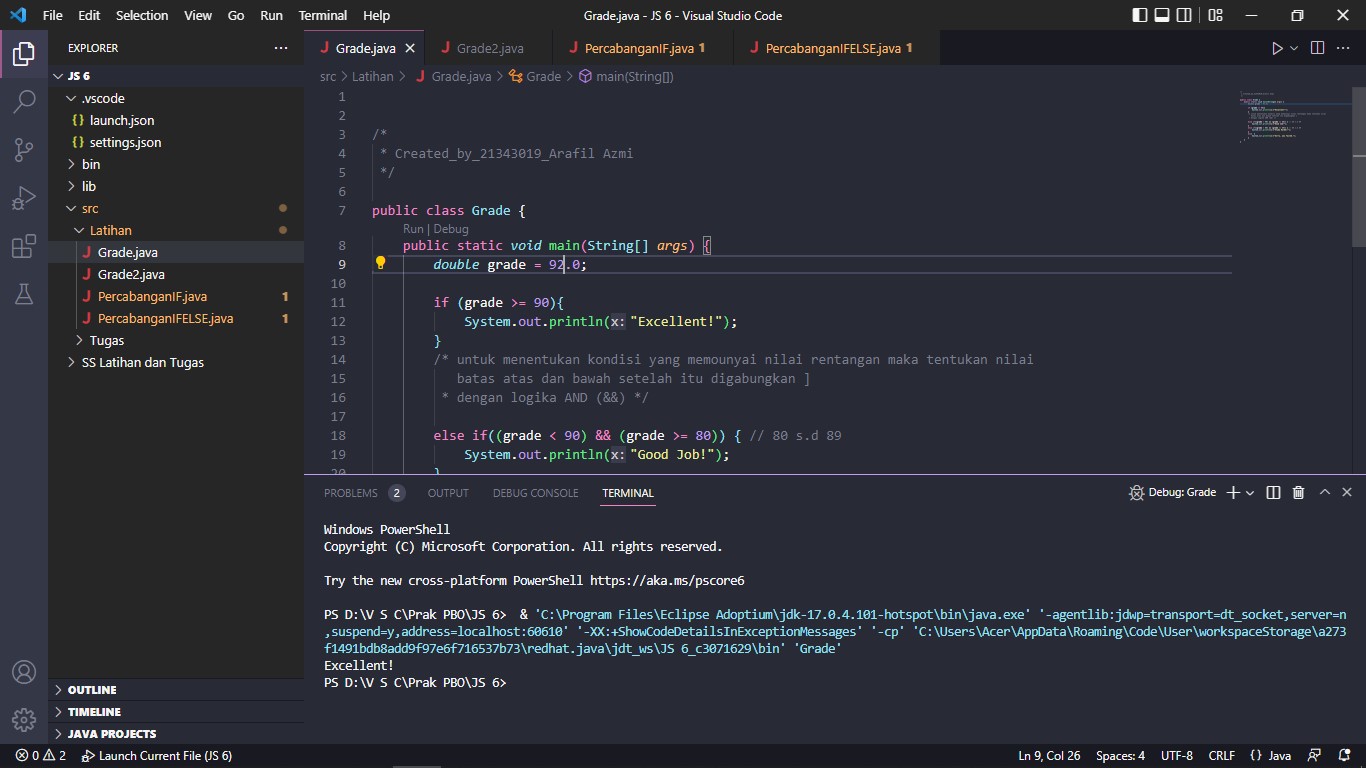 File Edit Selection View Go Run Terminal Help Grade.java - JS 6 - Visual Studio Code
EXPLORER
JS 6
.vscode
launch.json
settings.json
bin
lib
src
Latihan
Grade.java
Grade2.java
PercabanganIF.java 1
PercabanganIFELSE.java 1
Tugas
SS Latihan dan Tugas
OUTLINE
TIMELINE
JAVA PROJECTS
Grade.java Grade2.java PercabanganIF.java 1 PercabanganIFELSE.java 1
src > Latihan > Grade.java > Grade > main(String[])
1
2
3 /*
4 * Created_by_21343019_Arafil Azmi
5 */
6
7 public class Grade {
Run | Debug
8 public static void main(String[] args) {
9 double grade = 92.0;
10
11 if (grade >= 90){
12 System.out.println(x: "Excellent!");
13 }
14 /* untuk menentukan kondisi yang memounyai nilai rentangan maka tentukan nilai
15 batas atas dan bawah setelah itu digabungkan ]
16 * dengan logika AND (&&) */
17
18 else if((grade < 90) && (grade >= 80)) { // 80 s.d 89
19 System.out.println(x: "Good Job!");
20 }
PROBLEMS 2 OUTPUT DEBUG CONSOLE TERMINAL Debug: Grade
Windows PowerShell
Copyright (C) Microsoft Corporation. All rights reserved.
Try the new cross-platform PowerShell https://aka.ms/pscore6
PS D:\V S C\Prak PBO\JS 6> & 'C:\Program Files\Eclipse Adoptium\jdk-17.0.4.101-hotspot\bin\java.exe' '-agentlib:jdwp=transport=dt_socket,server=n
,suspend=y,address=localhost:60610' '-XX:+ShowCodeDetailsInExceptionMessages' '-cp' 'C:\Users\Acer\AppData\Roaming\Code\User\workspaceStorage\a273
f1491bdb8add9f97e6f716537b73\redhat.java\jdt_ws\JS 6_c3071629\bin' 'Grade'
Excellent!
PS D:\V S C\Prak PBO\JS 6>
0 2 Launch Current File (JS 6) Ln 9, Col 26 Spaces: 4 UTF-8 CRLF {} Java